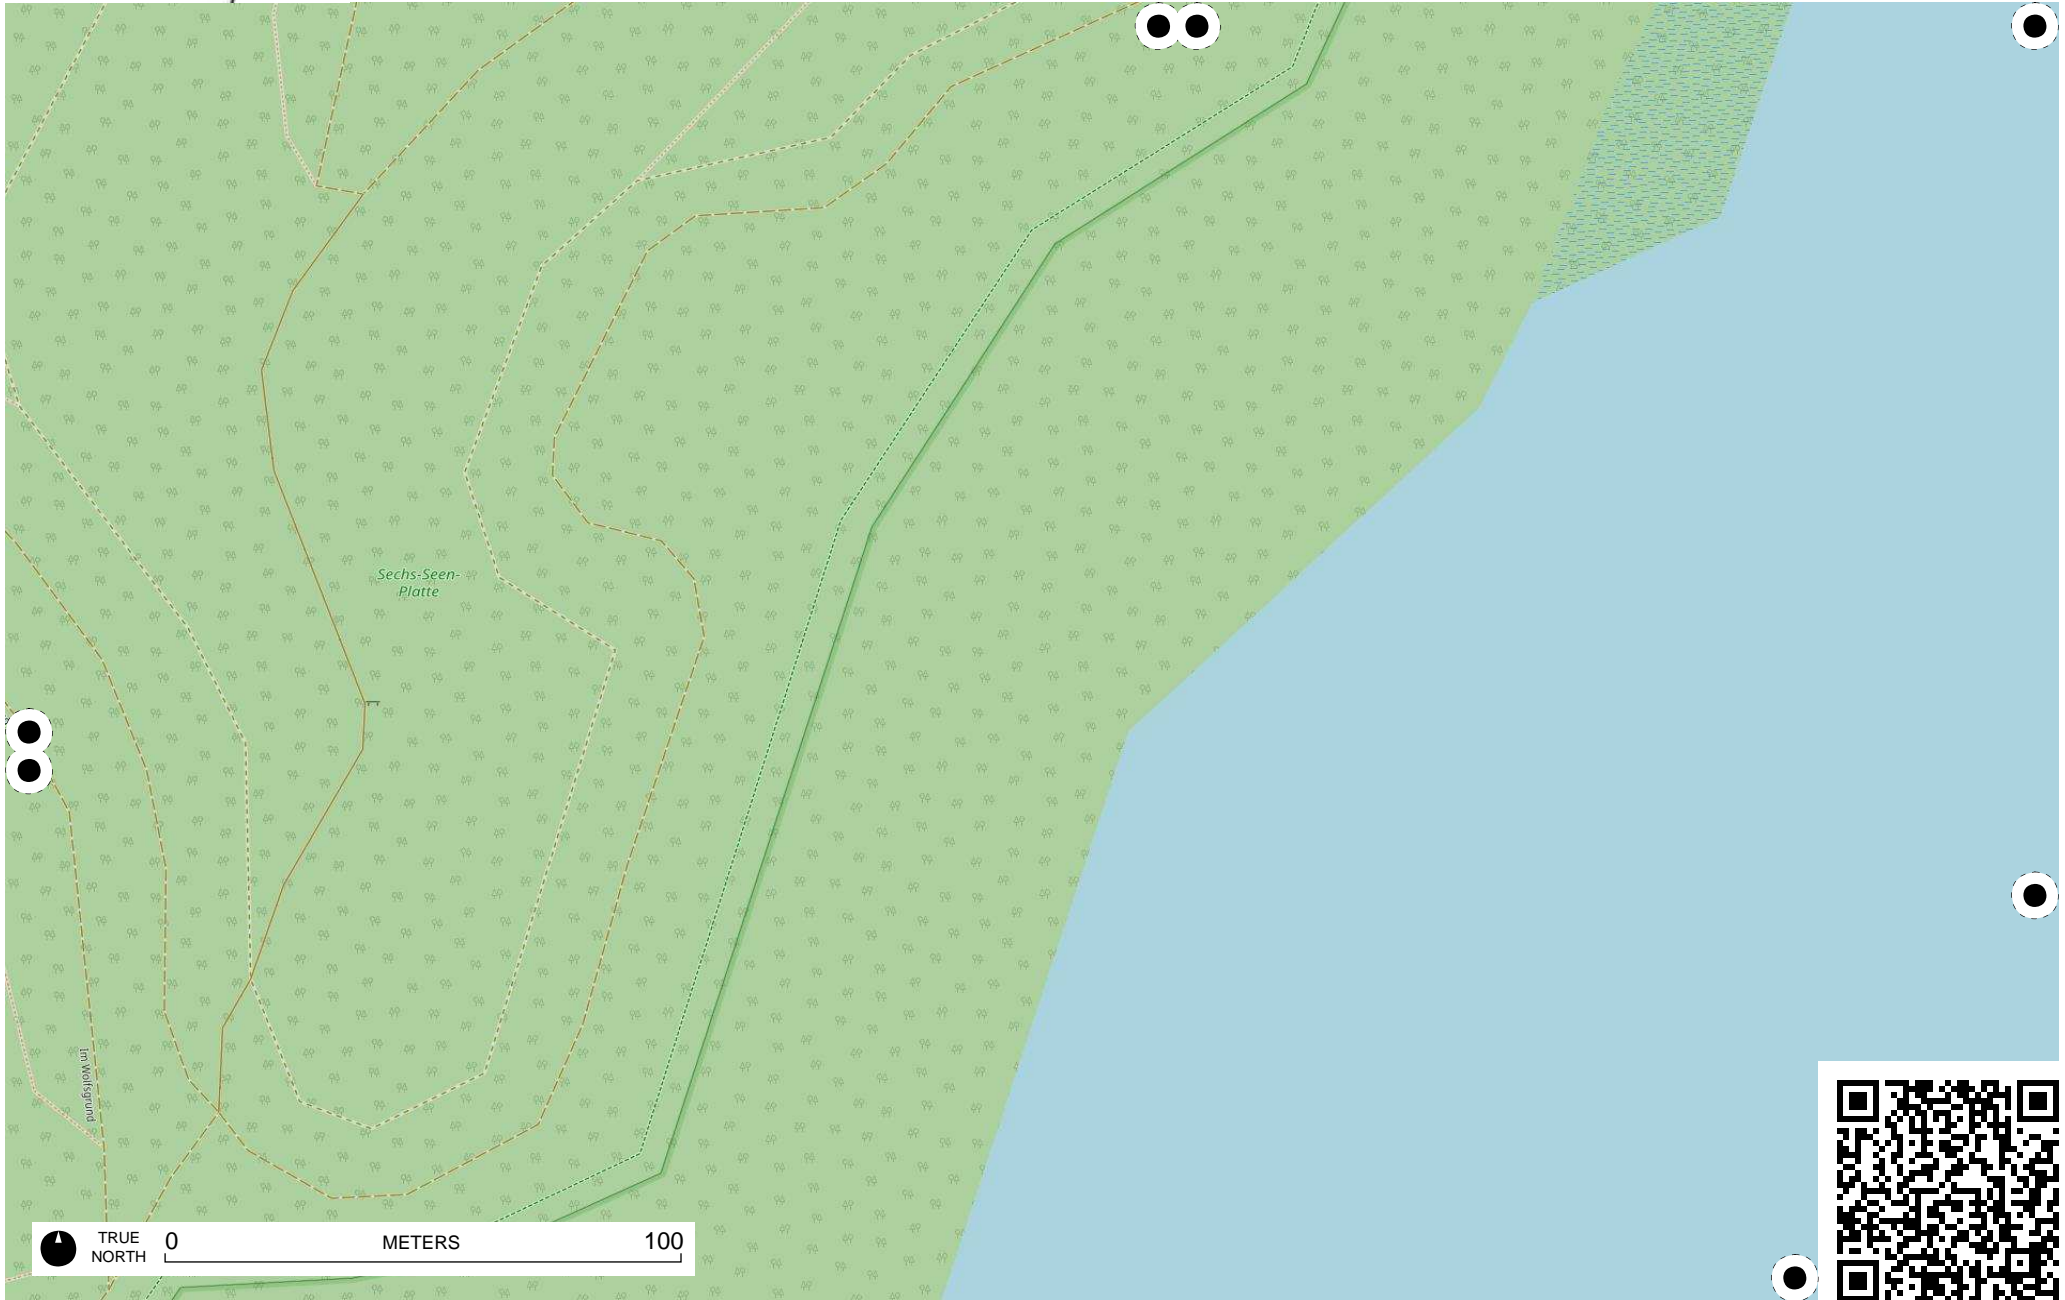 Sechs-Seen-
Platte
Im Wolfsgrund
TRUE
NORTH
0
METERS
100